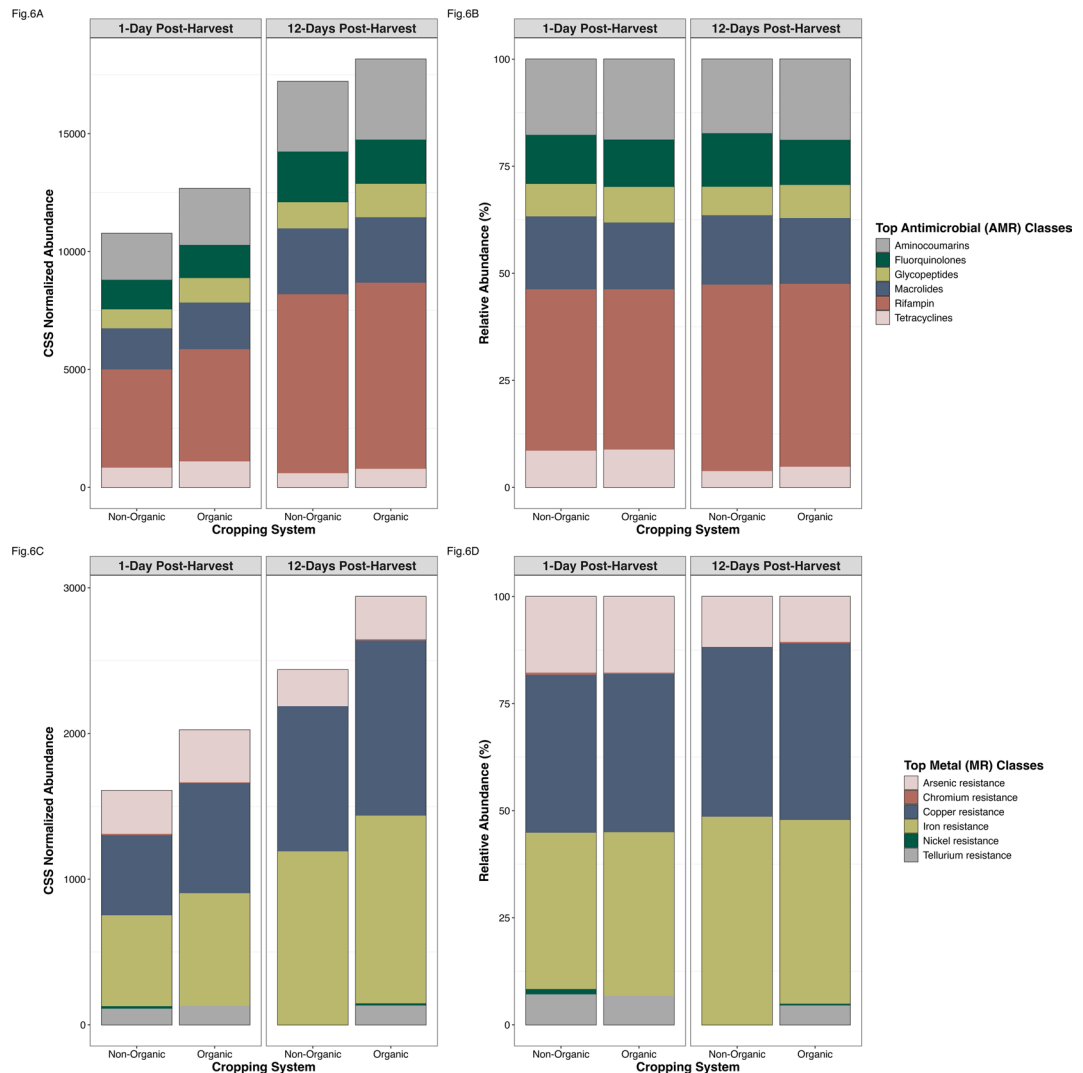 Fig.6A
1-Day Post-Harvest
12-Days Post-Harvest
CSS Normalized Abundance
15000
10000
5000
0
Non-Organic
Organic
Non-Organic
Organic
Cropping System
Fig.6B
1-Day Post-Harvest
12-Days Post-Harvest
Relative Abundance (%)
100
75
50
25
0
Non-Organic
Organic
Non-Organic
Organic
Cropping System
Top Antimicrobial (AMR) Classes
Aminocoumarins
Fluorquinolones
Glycopeptides
Macrolides
Rifampin
Tetracyclines
Fig.6C
1-Day Post-Harvest
12-Days Post-Harvest
CSS Normalized Abundance
3000
2000
1000
0
Non-Organic
Organic
Non-Organic
Organic
Cropping System
Fig.6D
1-Day Post-Harvest
12-Days Post-Harvest
Relative Abundance (%)
100
75
50
25
0
Non-Organic
Organic
Non-Organic
Organic
Cropping System
Top Metal (MR) Classes
Arsenic resistance
Chromium resistance
Copper resistance
Iron resistance
Nickel resistance
Tellurium resistance